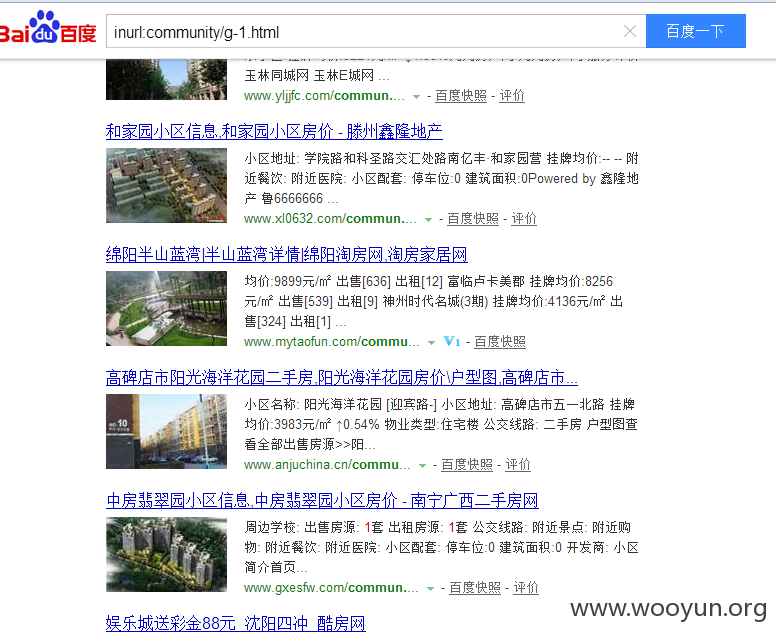 Bai du 百度
inurl:community/g-1.html
百度一下
玉林同城网 玉林E城网 ...
www.yljjfc.com/commun.... - 百度快照 - 评价
和家园小区信息,和家园小区房价 - 滕州鑫隆地产
小区地址: 学院路和科圣路交汇处路南亿丰·和家园营 挂牌均价:-- -- 附
近餐饮: 附近医院: 小区配套: 停车位:0 建筑面积:0Powered by 鑫隆地
产 鲁6666666 ...
www.xl0632.com/commun.... - 百度快照 - 评价
绵阳半山蓝湾|半山蓝湾详情|绵阳淘房网,淘房家居网
均价:9899元/㎡ 出售[636] 出租[12] 富临卢卡美郡 挂牌均价:8256
元/㎡ 出售[539] 出租[9] 神州时代名城(3期) 挂牌均价:4136元/㎡ 出
售[324] 出租[1] ...
www.mytaofun.com/commu... V1 - 百度快照
高碑店市阳光海洋花园二手房,阳光海洋花园房价\户型图,高碑店市...
小区名称: 阳光海洋花园 [迎宾路-] 小区地址: 高碑店市五一北路 挂牌
均价:3983元/㎡ ↑0.54% 物业类型:住宅楼 公交线路: 二手房 户型图查
看全部出售房源>>阳...
www.anjuchina.cn/commu... - 百度快照 - 评价
中房翡翠园小区信息,中房翡翠园小区房价 - 南宁广西二手房网
周边学校: 出售房源: 1套 出租房源: 1套 公交线路: 附近景点: 附近购
物: 附近餐饮: 附近医院: 小区配套: 停车位:0 建筑面积:0 开发商: 小区
简介首页...
www.gxesfw.com/commun.... - 百度快照 - 评价
娱乐城送彩金88元_沈阳四冲_酷房网
www.wooyun.org